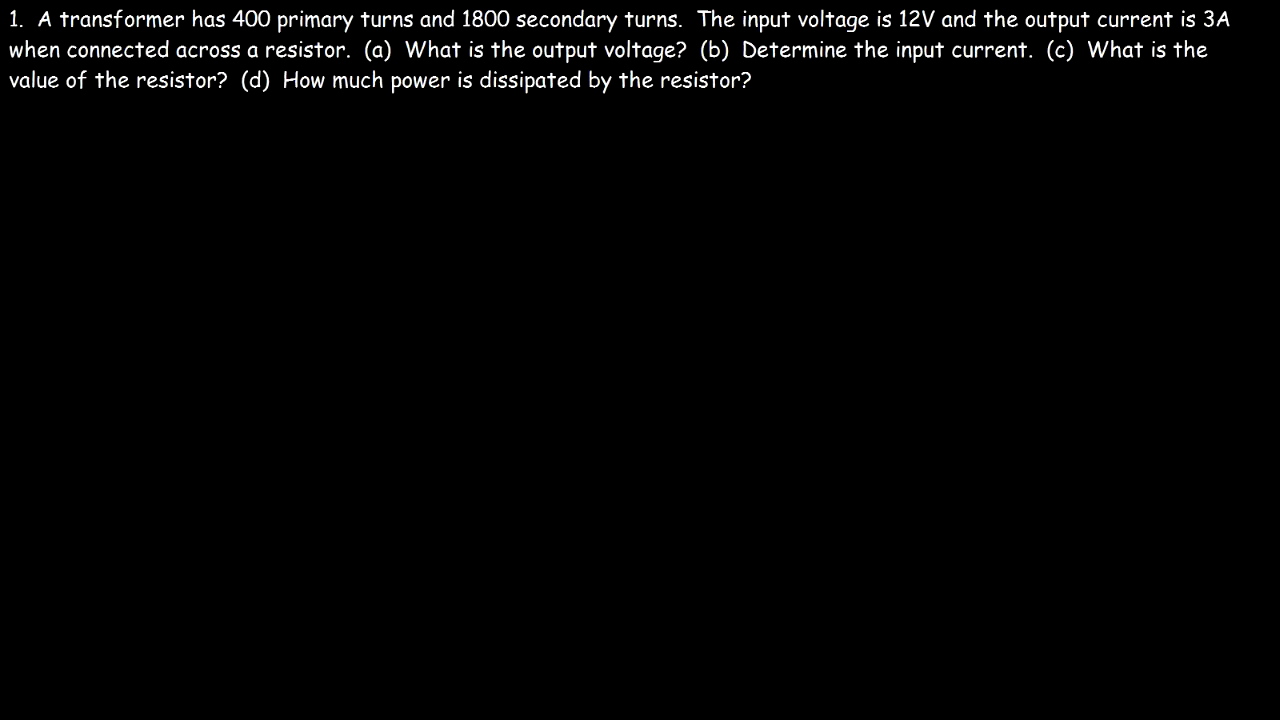 1.  A transformer has 400 primary turns and 1800 secondary turns.  The input voltage is 12V and the output current is 3A
when connected across a resistor.  (a)  What is the output voltage?  (b)  Determine the input current.  (c)  What is the
value of the resistor?  (d)  How much power is dissipated by the resistor?